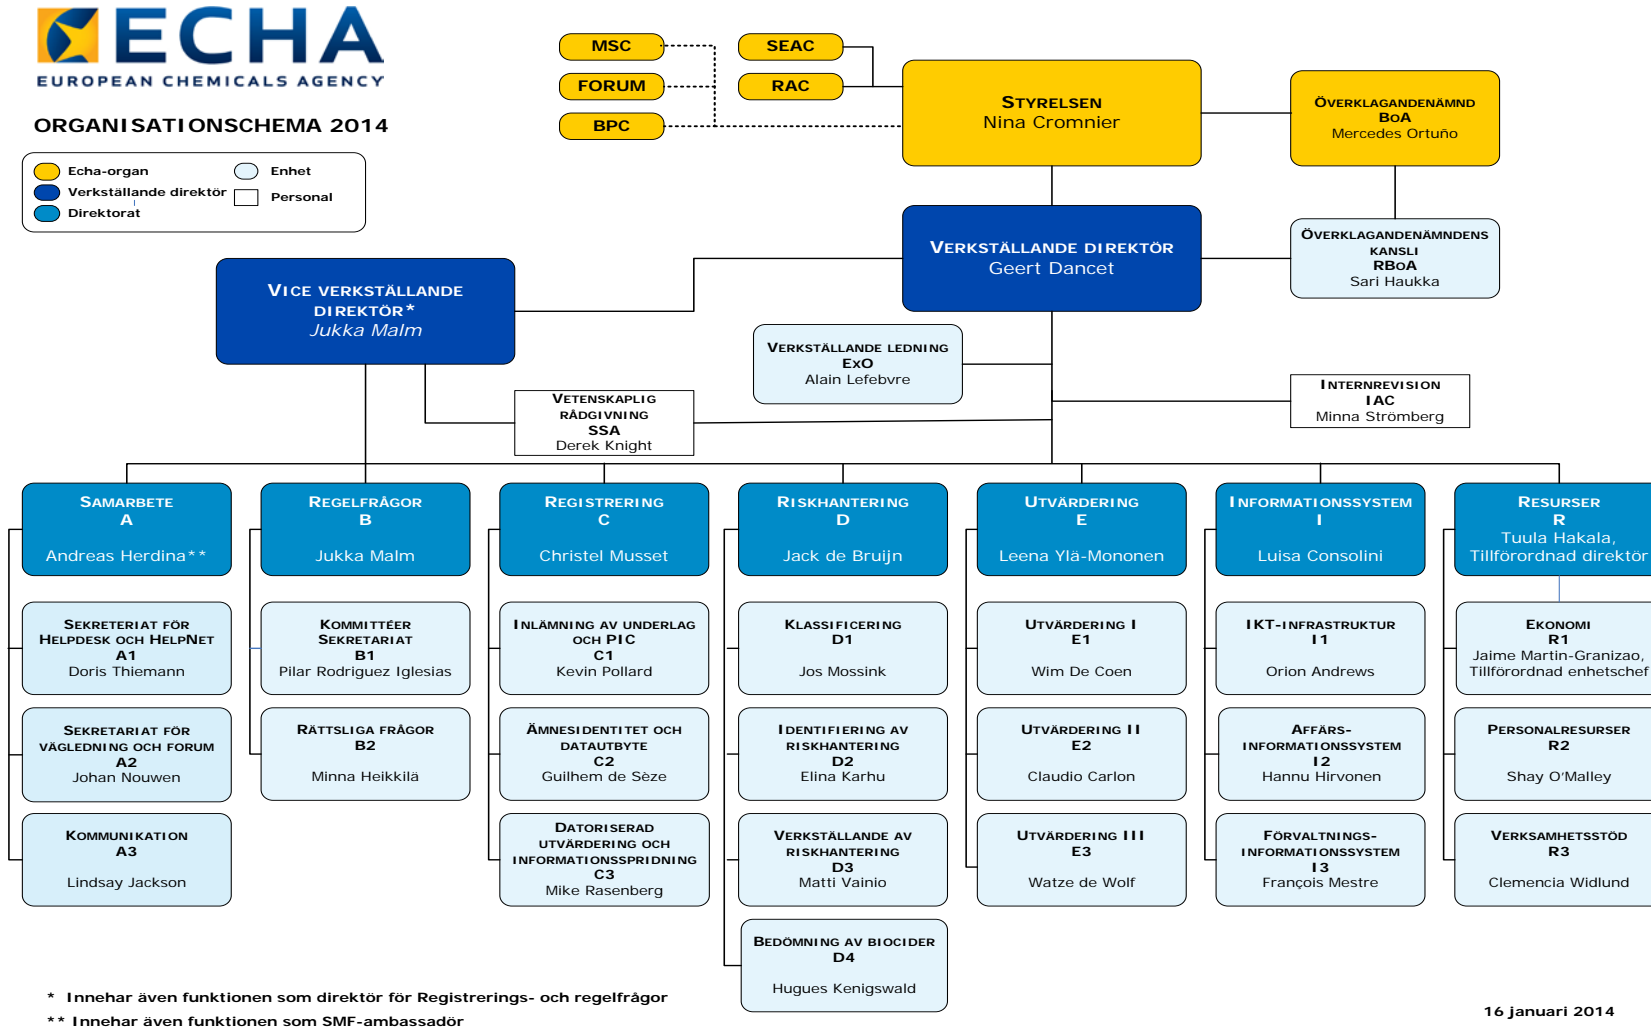 ECHA
EUROPEAN CHEMICALS AGENCY
ORGANISATIONSCHEMA 2014
Echa-organ
Enhet
Verkställande direktör
Personal
Direktorat
MSC
SEAC
FORUM
RAC
BPC
STYRELSEN
Nina Cromnier
ÖVERKLAGANDENÄMND
BOA
Mercedes Ortuño
VERKSTÄLLANDE DIREKTÖR
Geert Dancet
ÖVERKLAGANDENÄMNDENS
KANSLI
RBOA
Sari Haukka
VICE VERKSTÄLLANDE
DIREKTÖR*
Jukka Malm
VERKSTÄLLANDE LEDNING
EXO
Alain Lefebvre
VETENSKAPLIG
RÅDGIVNING
SSA
Derek Knight
INTERNREVISION
IAC
Minna Strömberg
SAMARBETE
A
Andreas Herdina**
REGELFRÅGOR
B
Jukka Malm
REGISTRERING
C
Christel Musset
RISKHANTERING
D
Jack de Bruijn
UTVÄRDERING
E
Leena Ylä-Mononen
INFORMATIONSSYSTEM
I
Luisa Consolini
RESURSER
R
Tuula Hakala,
Tillförordnad direktör
SEKRETERIAT FÖR
HELPDESK OCH HELPNET
A1
Doris Thiemann
KOMMITTÉER
SEKRETARIAT
B1
Pilar Rodriguez Iglesias
INLÄMNING AV UNDERLAG
OCH PIC
C1
Kevin Pollard
KLASSIFICERING
D1
Jos Mossink
UTVÄRDERING I
E1
Wim De Coen
IKT-INFRASTRUKTUR
I1
Orion Andrews
EKONOMI
R1
Jaime Martin-Granizao,
Tillförordnad enhetschef
SEKRETARIAT FÖR
VÄGLEDNING OCH FORUM
A2
Johan Nouwen
RÄTTSLIGA FRÅGOR
B2
Minna Heikkilä
ÄMNESIDENTITET OCH
DATAUTBYTE
C2
Guilhem de Sèze
IDENTIFIERING AV
RISKHANTERING
D2
Elina Karhu
UTVÄRDERING II
E2
Claudio Carlon
AFFÄRS-
INFORMATIONSSYSTEM
I2
Hannu Hirvonen
PERSONALRESURSER
R2
Shay O’Malley
KOMMUNIKATION
A3
Lindsay Jackson
DATORISERAD
UTVÄRDERING OCH
INFORMATIONSSPRIDNING
C3
Mike Rasenberg
VERKSTÄLLANDE AV
RISKHANTERING
D3
Matti Vainio
UTVÄRDERING III
E3
Watze de Wolf
FÖRVALTNINGS-
INFORMATIONSSYSTEM
I3
François Mestre
VERKSAMHETSSTÖD
R3
Clemencia Widlund
BEDÖMNING AV BIOCIDER
D4
Hugues Kenigswald
* Innehar även funktionen som direktör för Registrerings- och regelfrågor
** Innehar även funktionen som SMF-ambassadör
16 januari 2014